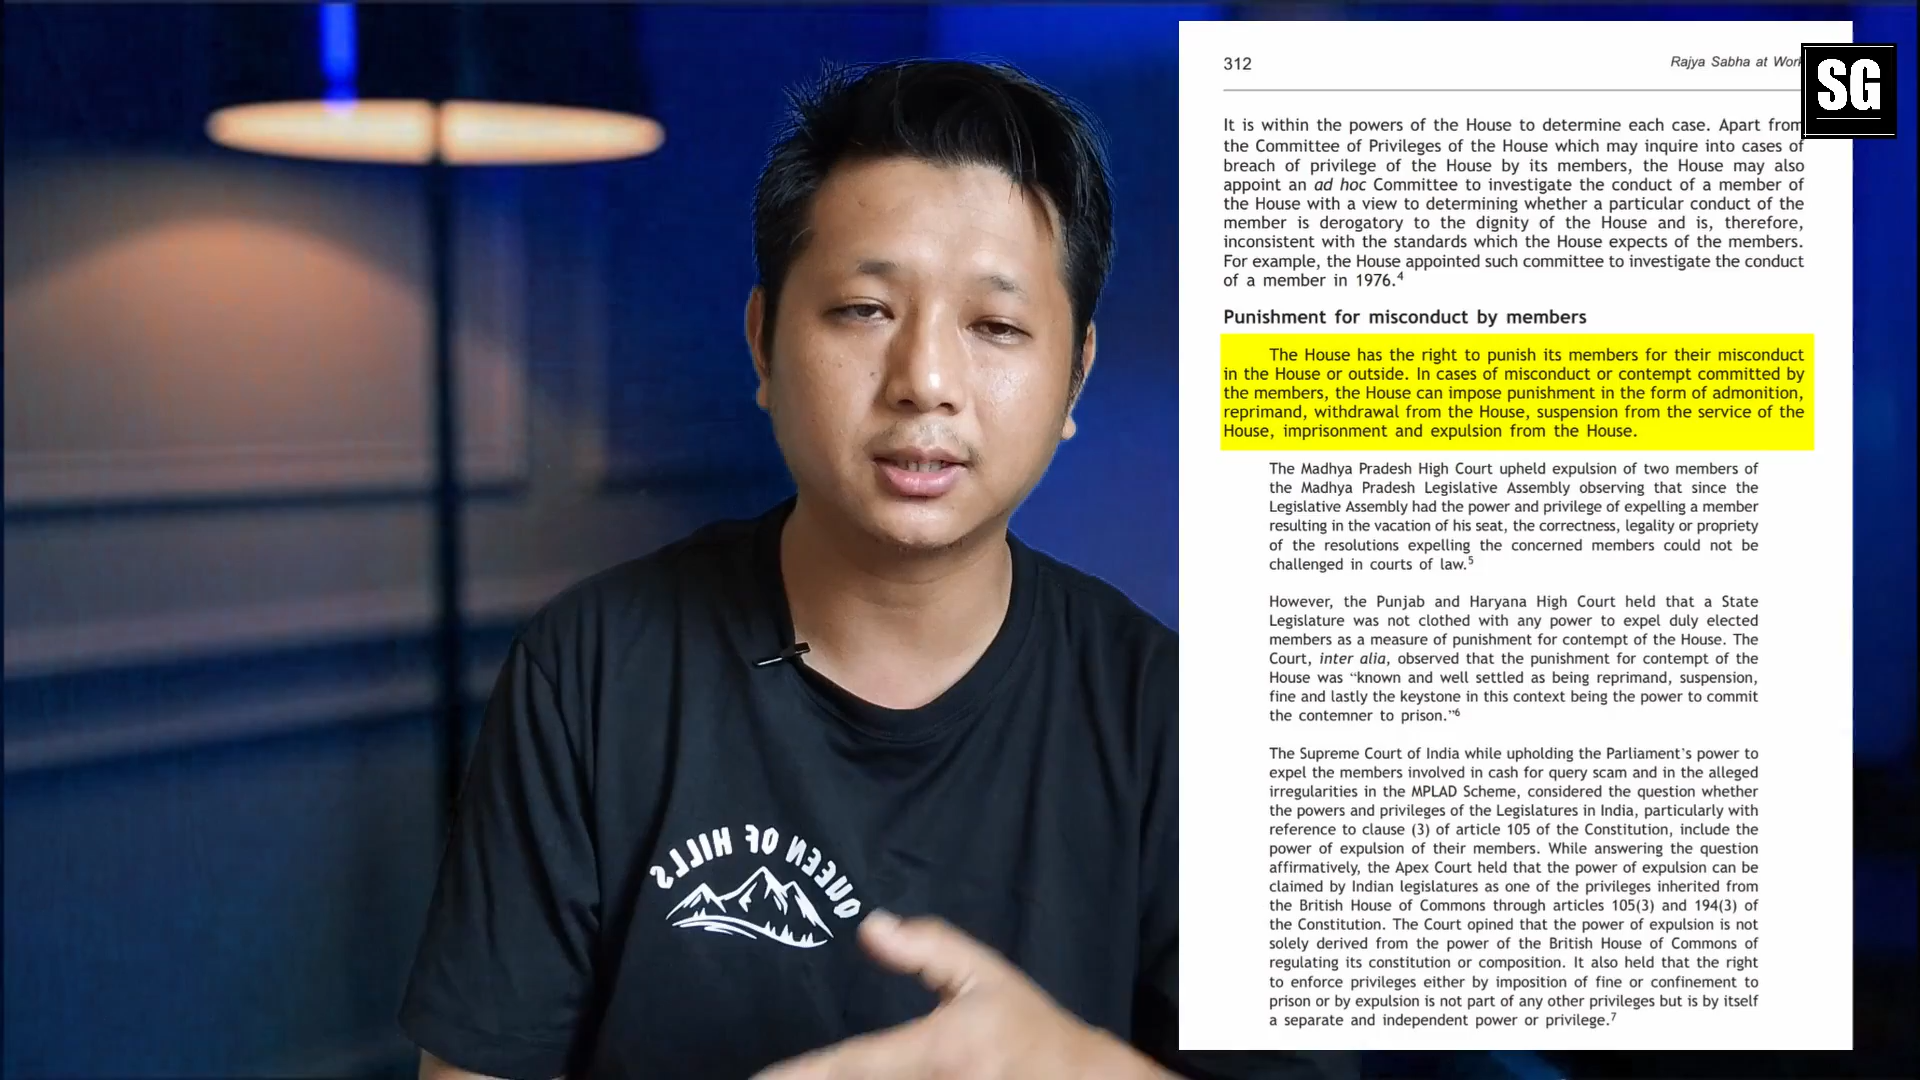 312
Rajya Sabha at Work
SG
It is within the powers of the House to determine each case. Apart from
the Committee of Privileges of the House which may inquire into cases of
breach of privilege of the House by its members, the House may also
appoint an ad hoc Committee to investigate the conduct of a member of
the House with a view to determining whether a particular conduct of the
member is derogatory to the dignity of the House and is, therefore,
inconsistent with the standards which the House expects of the members.
For example, the House appointed such committee to investigate the conduct
of a member in 1976.4
Punishment for misconduct by members
The House has the right to punish its members for their misconduct
in the House or outside. In cases of misconduct or contempt committed by
the members, the House can impose punishment in the form of admonition,
reprimand, withdrawal from the House, suspension from the service of the
House, imprisonment and expulsion from the House.
The Madhya Pradesh High Court upheld expulsion of two members of
the Madhya Pradesh Legislative Assembly observing that since the
Legislative Assembly had the power and privilege of expelling a member
resulting in the vacation of his seat, the correctness, legality or propriety
of the resolutions expelling the concerned members could not be
challenged in courts of law.5
However, the Punjab and Haryana High Court held that a State
Legislature was not clothed with any power to expel duly elected
members as a measure of punishment for contempt of the House. The
Court, inter alia, observed that the punishment for contempt of the
House was “known and well settled as being reprimand, suspension,
fine and lastly the keystone in this context being the power to commit
the contemner to prison.”6
The Supreme Court of India while upholding the Parliament's power to
expel the members involved in cash for query scam and in the alleged
irregularities in the MPLAD Scheme, considered the question whether
the powers and privileges of the Legislatures in India, particularly with
reference to clause (3) of article 105 of the Constitution, include the
power of expulsion of their members. While answering the question
affirmatively, the Apex Court held that the power of expulsion can be
claimed by Indian legislatures as one of the privileges inherited from
the British House of Commons through articles 105(3) and 194(3) of
the Constitution. The Court opined that the power of expulsion is not
solely derived from the power of the British House of Commons of
regulating its constitution or composition. It also held that the right
to enforce privileges either by imposition of fine or confinement to
prison or by expulsion is not part of any other privileges but is by itself
a separate and independent power or privilege.7
QUEEN OF HILLS